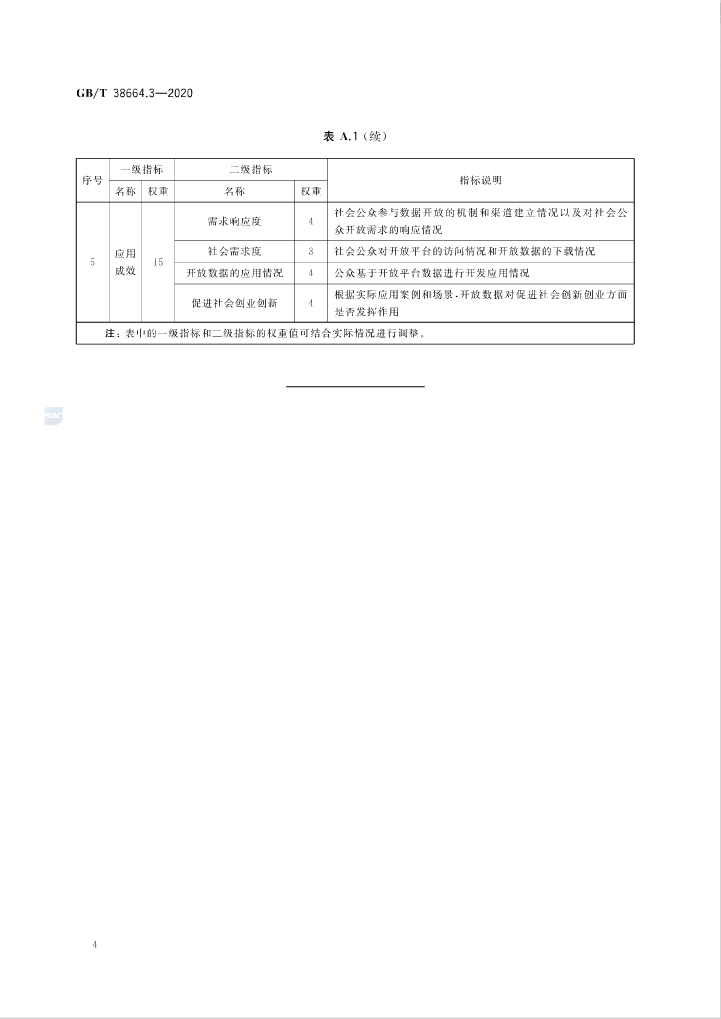 GB/T 38664.3—2020
表 A.1（续）
序号 一级指标 二级指标 指标说明
名称 权重 名称 权重
5 应用成效 15 需求响应度 4 社会公众参与数据开放的机制和渠道建立情况以及对社会公
众开放需求的响应情况
社会需求度 3 社会公众对开放平台的访问情况和开放数据的下载情况
开放数据的应用情况 4 公众基于开放平台数据进行开发应用情况
促进社会创业创新 4 根据实际应用案例和场景,开放数据对促进社会创新创业方面
是否发挥作用
注：表中的一级指标和二级指标的权重值可结合实际情况进行调整。
SAC
4